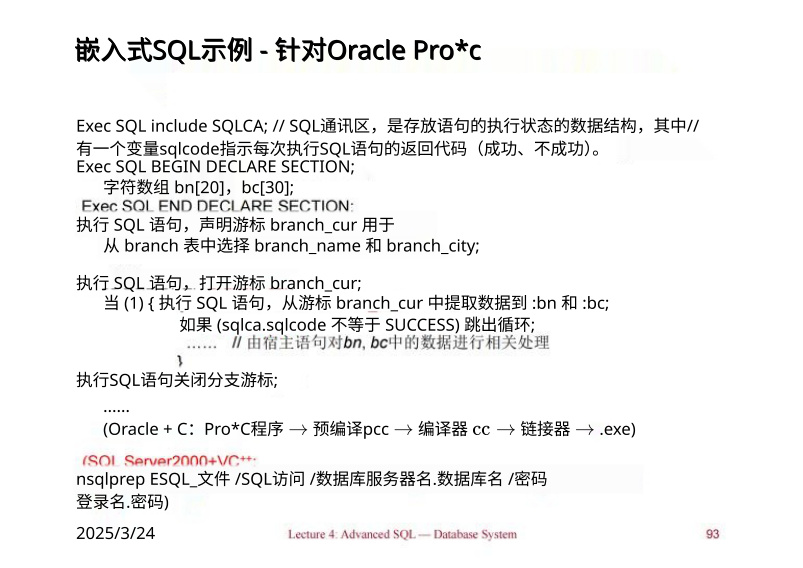 嵌入式SQL示例 - 针对Oracle Pro*c
Exec SQL include SQLCA; // SQL通讯区，是存放语句的执行状态的数据结构，其中//
有一个变量sqlcode指示每次执行SQL语句的返回代码（成功、不成功）。
Exec SQL BEGIN DECLARE SECTION;
字符数组 bn[20]，bc[30];
Exec SQL END DECLARE SECTION;
执行 SQL 语句，声明游标 branch_cur 用于
从 branch 表中选择 branch_name 和 branch_city;
执行 SQL 语句，打开游标 branch_cur;
当 (1) { 执行 SQL 语句，从游标 branch_cur 中提取数据到 :bn 和 :bc;
如果 (sqlca.sqlcode 不等于 SUCCESS) 跳出循环;
…… // 由宿主语句对bn, bc中的数据进行相关处理
}
执行SQL语句关闭分支游标;
......
(Oracle + C：Pro*C程序 → 预编译pcc → 编译器 cc → 链接器 → .exe)
(SQL Server2000+VC++:
nsqlprep ESQL_文件 /SQL访问 /数据库服务器名.数据库名 /密码
登录名.密码)
2025/3/24 Lecture 4: Advanced SQL — Database System 93